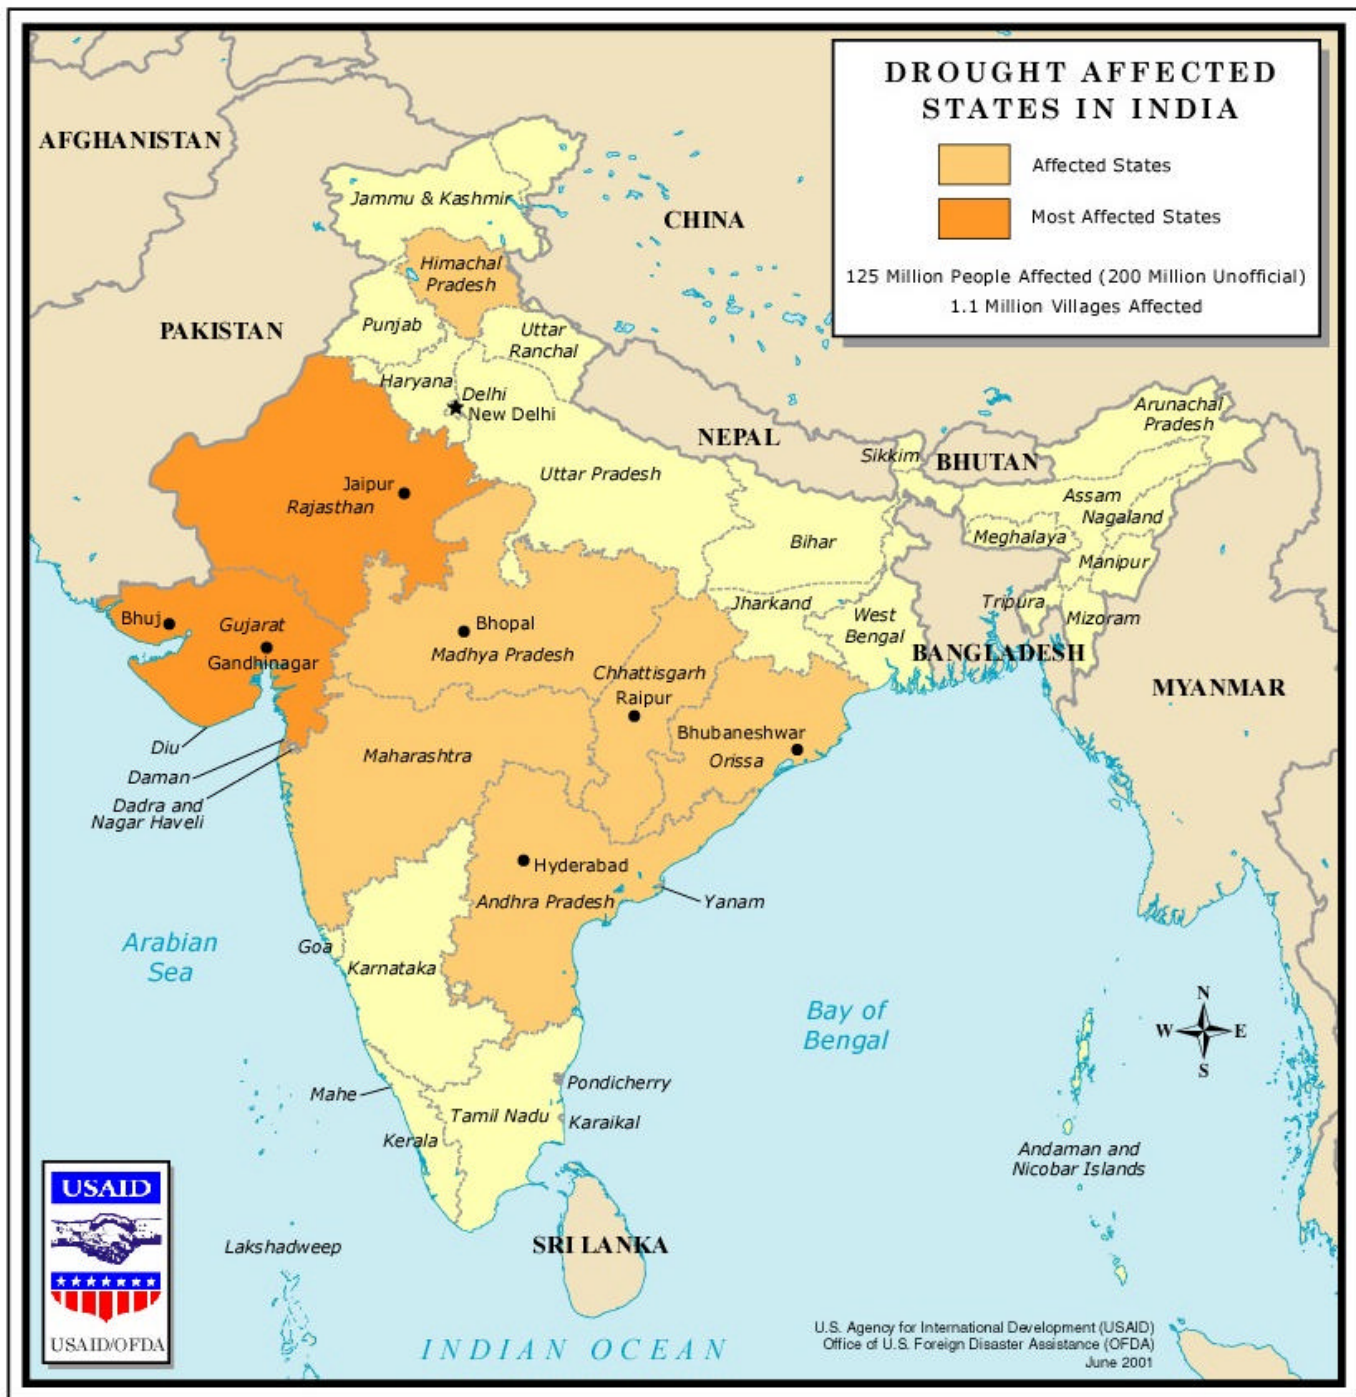 DROUGHT AFFECTED
STATES IN INDIA
Affected States
Most Affected States
125 Million People Affected (200 Million Unofficial)
1.1 Million Villages Affected
AFGHANISTAN
CHINA
PAKISTAN
NEPAL
BHUTAN
BANGLADESH
MYANMAR
SRI LANKA
Jammu & Kashmir
Himachal
Pradesh
Punjab
Uttar
Ranchal
Haryana
Delhi
New Delhi
Arunachal
Pradesh
Sikkim
Uttar Pradesh
Jaipur
Rajasthan
Assam
Nagaland
Meghalaya
Bihar
Manipur
Tripura
Mizoram
Jharkand
West
Bengal
Bhuj
Gujarat
Gandhinagar
Bhopal
Madhya Pradesh
Chhattisgarh
Raipur
Bhubaneshwar
Orissa
Diu
Daman
Dadra and
Nagar Haveli
Maharashtra
Hyderabad
Andhra Pradesh
Yanam
Arabian
Sea
Goa
Karnataka
Bay of
Bengal
N
W
E
S
Mahe
Pondicherry
Tamil Nadu
Karaikal
Kerala
Andaman and
Nicobar Islands
Lakshadweep
USAID
USAID/OFDA
INDIAN OCEAN
U.S. Agency for International Development (USAID)
Office of U.S. Foreign Disaster Assistance (OFDA)
June 2001